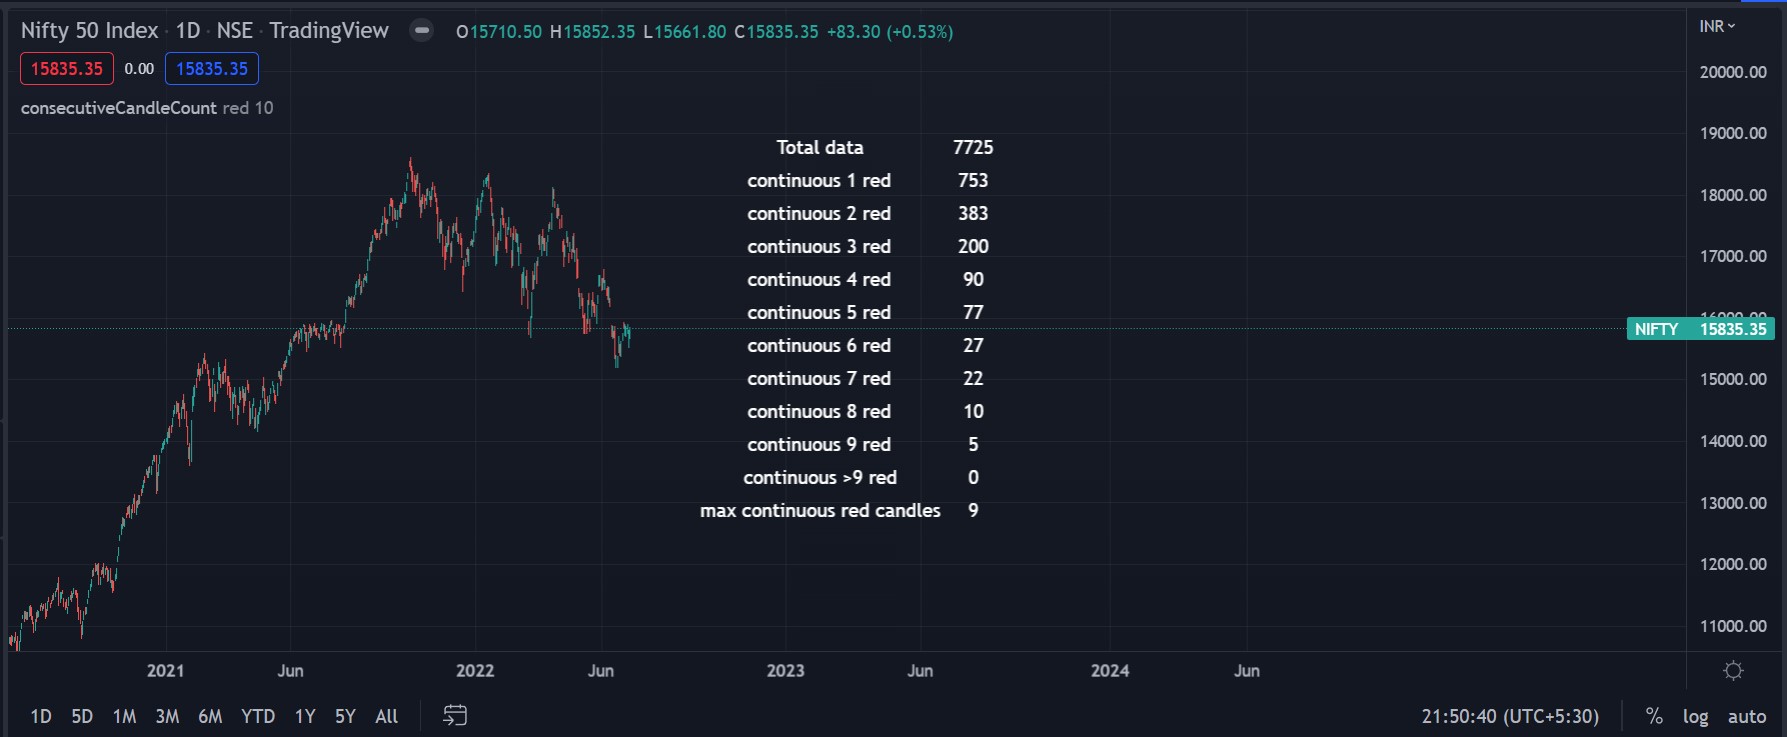 Nifty 50 Index · 1D · NSE · TradingView O15710.50 H15852.35 L15661.80 C15835.35 +83.30 (+0.53%)
INR
15835.35 0.00 15835.35
consecutiveCandleCount red 10
Total data 7725
continuous 1 red 753
continuous 2 red 383
continuous 3 red 200
continuous 4 red 90
continuous 5 red 77
continuous 6 red 27
continuous 7 red 22
continuous 8 red 10
continuous 9 red 5
continuous >9 red 0
max continuous red candles 9
20000.00
19000.00
18000.00
17000.00
16000.00
NIFTY 15835.35
15000.00
14000.00
13000.00
12000.00
11000.00
2021 Jun 2022 Jun 2023 Jun 2024 Jun
1D 5D 1M 3M 6M YTD 1Y 5Y All 21:50:40 (UTC+5:30) % log auto